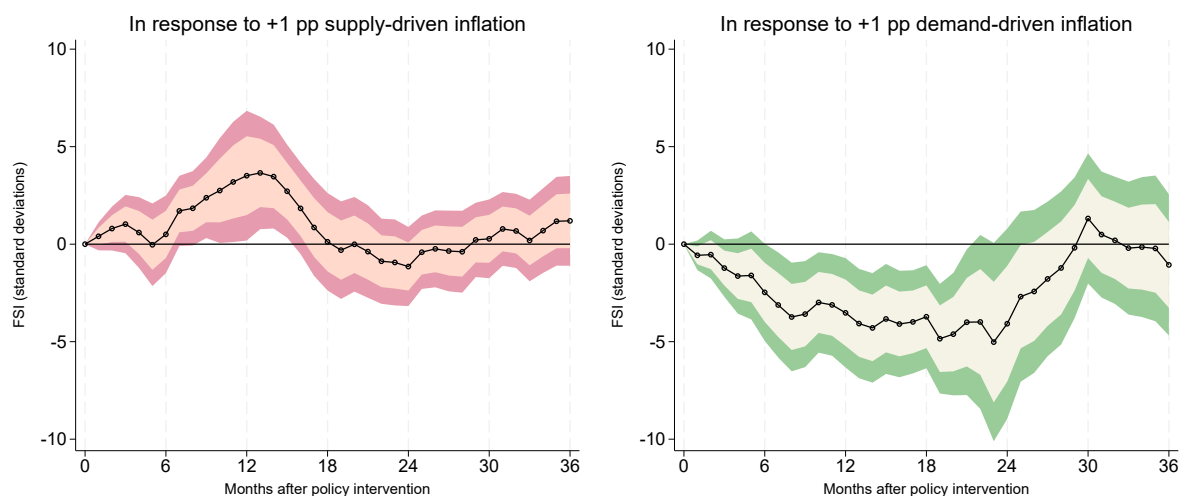 In response to +1 pp supply-driven inflation
10
5
0
-5
-10
FSI (standard deviations)
0 6 12 18 24 30 36
Months after policy intervention
In response to +1 pp demand-driven inflation
10
5
0
-5
-10
FSI (standard deviations)
0 6 12 18 24 30 36
Months after policy intervention